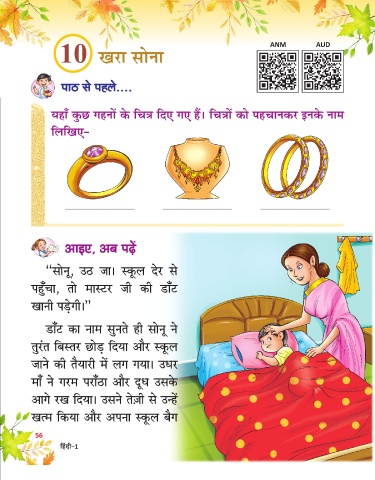 ANM AUD
10 खरा सोना
पाठ से पहले....
यहाँ कुछ गहनों के चित्र दिए गए हैं। चित्रों को पहचानकर इनके नाम
लिखिए–
आइए, अब पढ़ें
“सोनू, उठ जा। स्कूल देर से
पहुँचा, तो मास्टर जी की डाँट
खानी पड़ेगी।”
डाँट का नाम सुनते ही सोनू ने
तुरंत बिस्तर छोड़ दिया और स्कूल
जाने की तैयारी में लग गया। उधर
माँ ने गरम पराँठा और दूध उसके
आगे रख दिया। उसने तेज़ी से उन्हें
खत्म किया और अपना स्कूल बैग
56
हिंदी-1